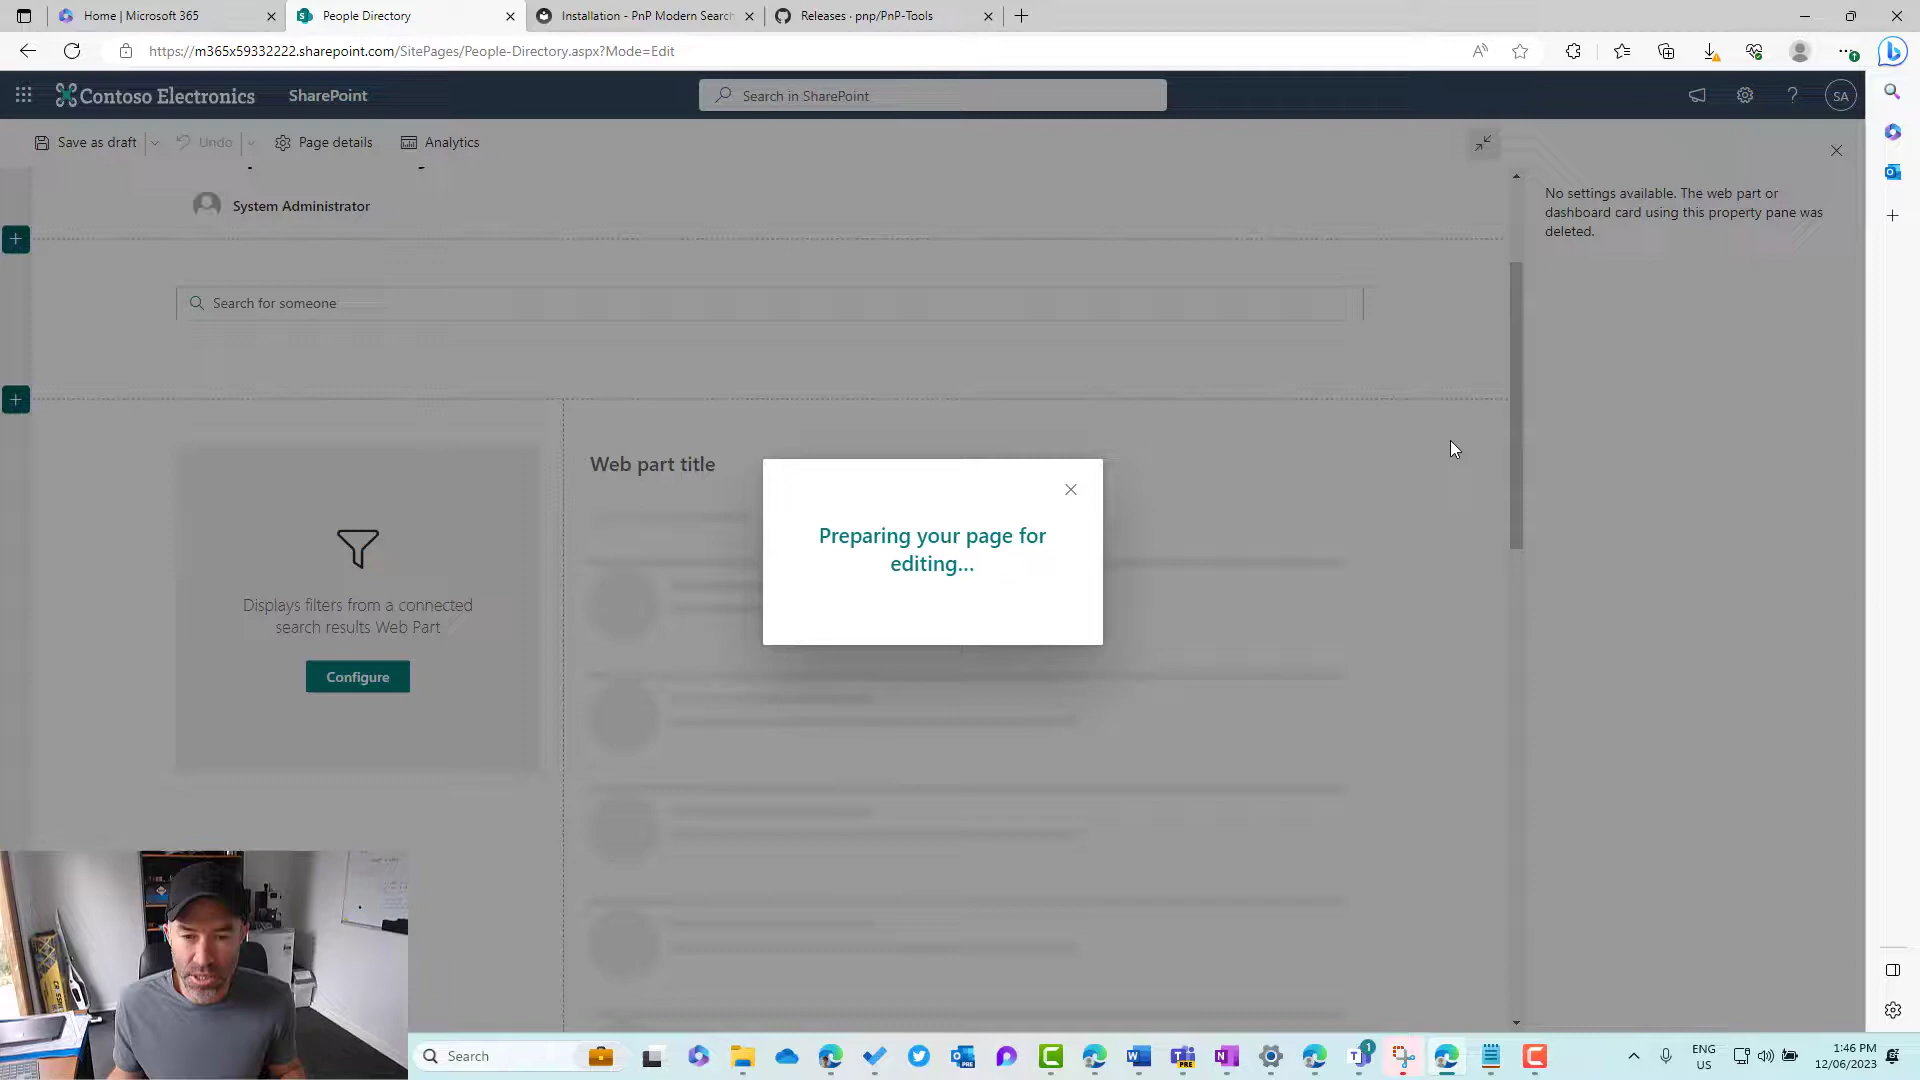 Home | Microsoft 365
People Directory
Installation - PnP Modern Search
Releases · pnp/PnP-Tools
https://m365x59332222.sharepoint.com/SitePages/People-Directory.aspx?Mode=Edit
Contoso Electronics
SharePoint
Search in SharePoint
SA
Save as draft
Undo
Page details
Analytics
No settings available. The web part or
dashboard card using this property pane was
deleted.
System Administrator
Search for someone
Web part title
Preparing your page for
editing...
Displays filters from a connected
search results Web Part
Configure
Search
1
ENG
US
1:46 PM
12/06/2023